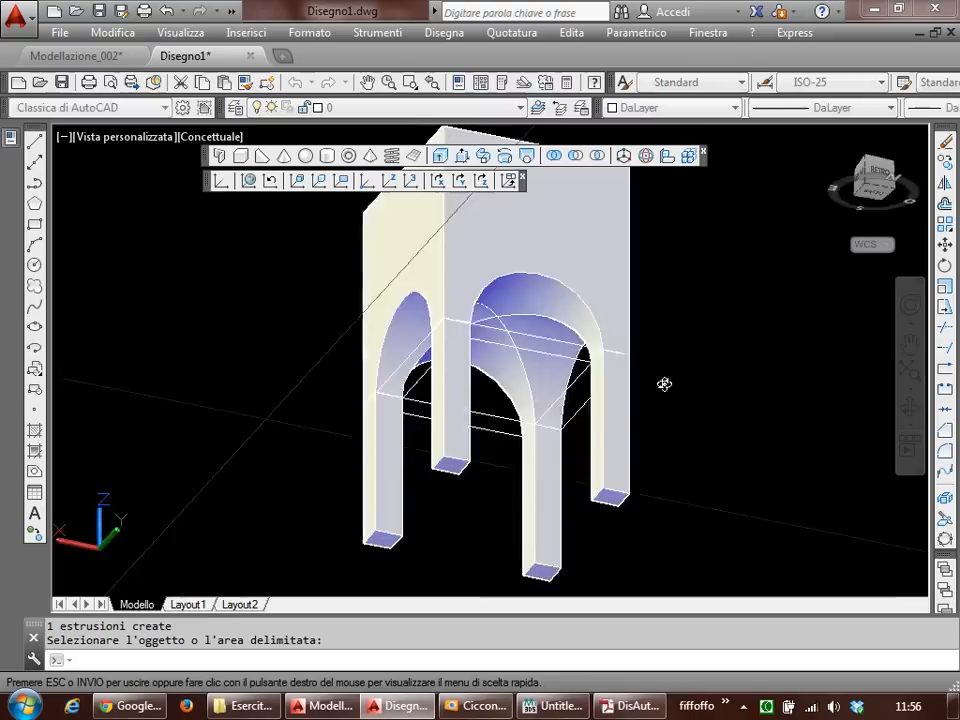 Disegno1.dwg
Digitare parola chiave o frase
Accedi
File Modifica Visualizza Inserisci Formato Strumenti Disegna Quotatura Edita Parametrico Finestra ? Express
Modellazione_002* Disegno1*
Standard ISO-25 Standar
Classica di AutoCAD 0 DaLayer DaLayer Da
[−][Vista personalizzata][Concettuale]
RETRO
WCS
Z
X Y
Modello Layout1 Layout2
1 estrusioni create
Selezionare l'oggetto o l'area delimitata:
Premere ESC o INVIO per uscire oppure fare clic con il pulsante destro del mouse per visualizzare il menu di scelta rapida.
Google... Esercit... Modell... Disegn... Ciccon... Untitle... DisAut... fiffoffo 11:56